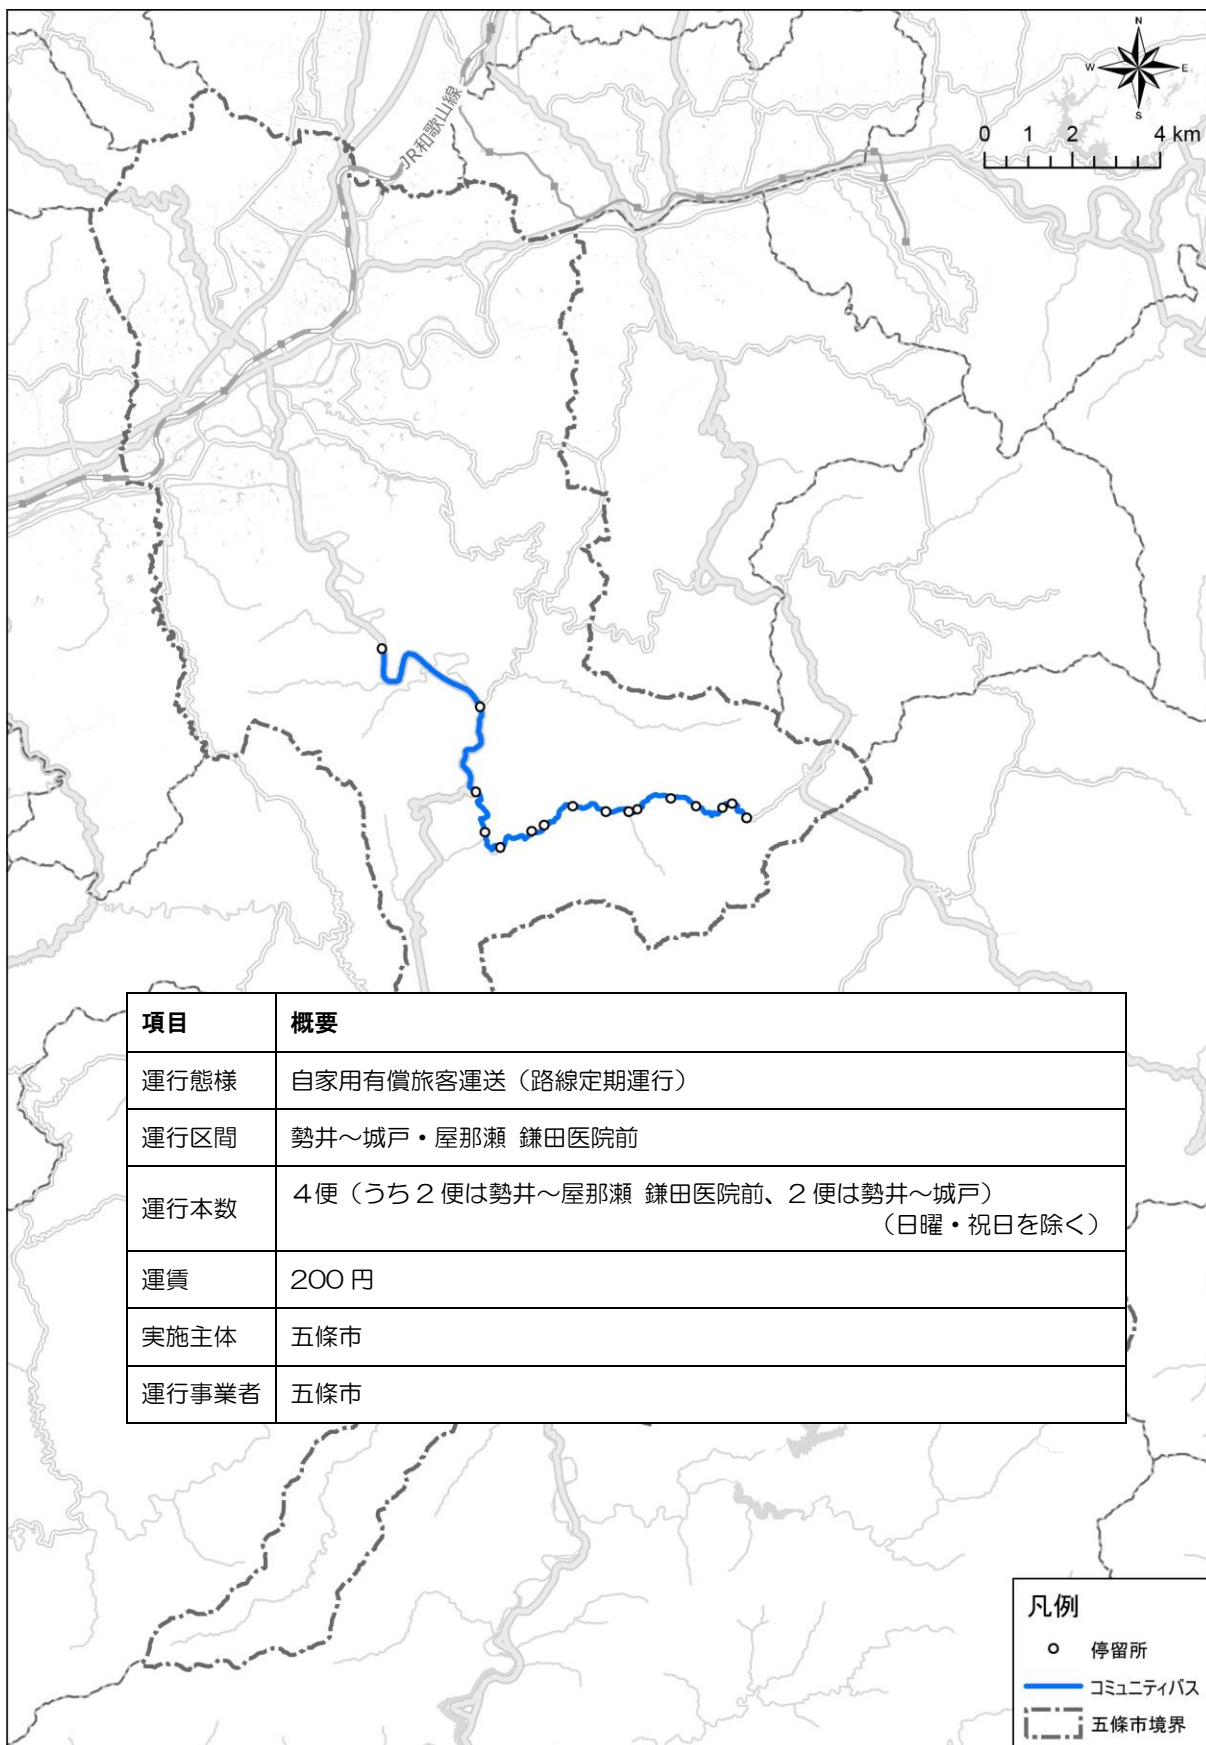 N
W E
S
0 1 2 4 km
JR和歌山線
項目 概要
運行態様 自家用有償旅客運送（路線定期運行）
運行区間 勢井～城戸・屋那瀬 鎌田医院前
運行本数 4便（うち2便は勢井～屋那瀬 鎌田医院前、2便は勢井～城戸）
（日曜・祝日を除く）
運賃 200円
実施主体 五條市
運行事業者 五條市
凡例
停留所
コミュニティバス
五條市境界